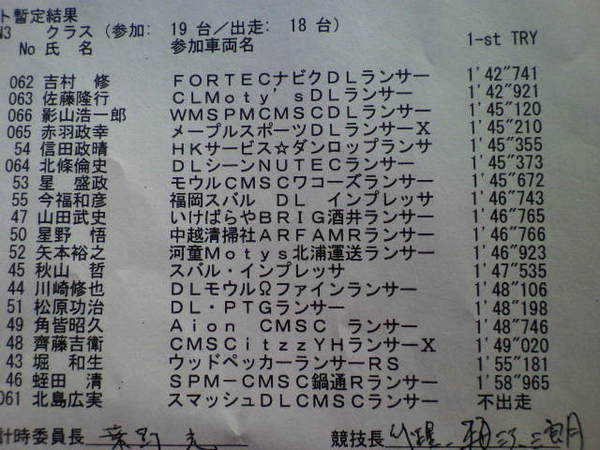 ト暫定結果
N3 クラス (参加: 19 台/出走: 18 台)
No 氏 名 参加車両名 1-st TRY
062 吉村 修 FORTECナビクDLランサー 1'42"741
063 佐藤隆行 CLMoty'sDLランサー 1'42"921
066 影山浩一郎 WMSPMCMSCDLランサー 1'45"120
065 赤羽政幸 メープルスポーツDLランサーX 1'45"210
54 信田政晴 HKサービス☆ダンロップランサ 1'45"355
064 北條倫史 DLシーンNUTECランサー 1'45"373
53 星 盛政 モウルCMSCワコーズランサー 1'45"672
55 今福和彦 福岡スバル DL インプレッサ 1'46"743
47 山田武史 いけばらやBRIG酒井ランサー 1'46"765
50 星野 悟 中越清掃社ARFAMRランサー 1'46"766
52 矢本裕之 河童Motys北浦運送ランサー 1'46"923
45 秋山 哲 スバル・インプレッサ 1'47"535
44 川崎修也 DLモウルΩファインランサー 1'48"106
51 松原功治 DL・PTGランサー 1'48"198
49 角皆昭久 Aion CMSC ランサー 1'48"746
48 齊藤吉衛 CMSCitzzYHランサーX 1'49"020
43 堀 和生 ウッドペッカーランサーRS 1'55"181
46 蛭田 清 SPM-CMSC鍋通Rランサー 1'58"965
061 北島広実 スマッシュDLCMSCランサー 不出走
計時委員長 競技長